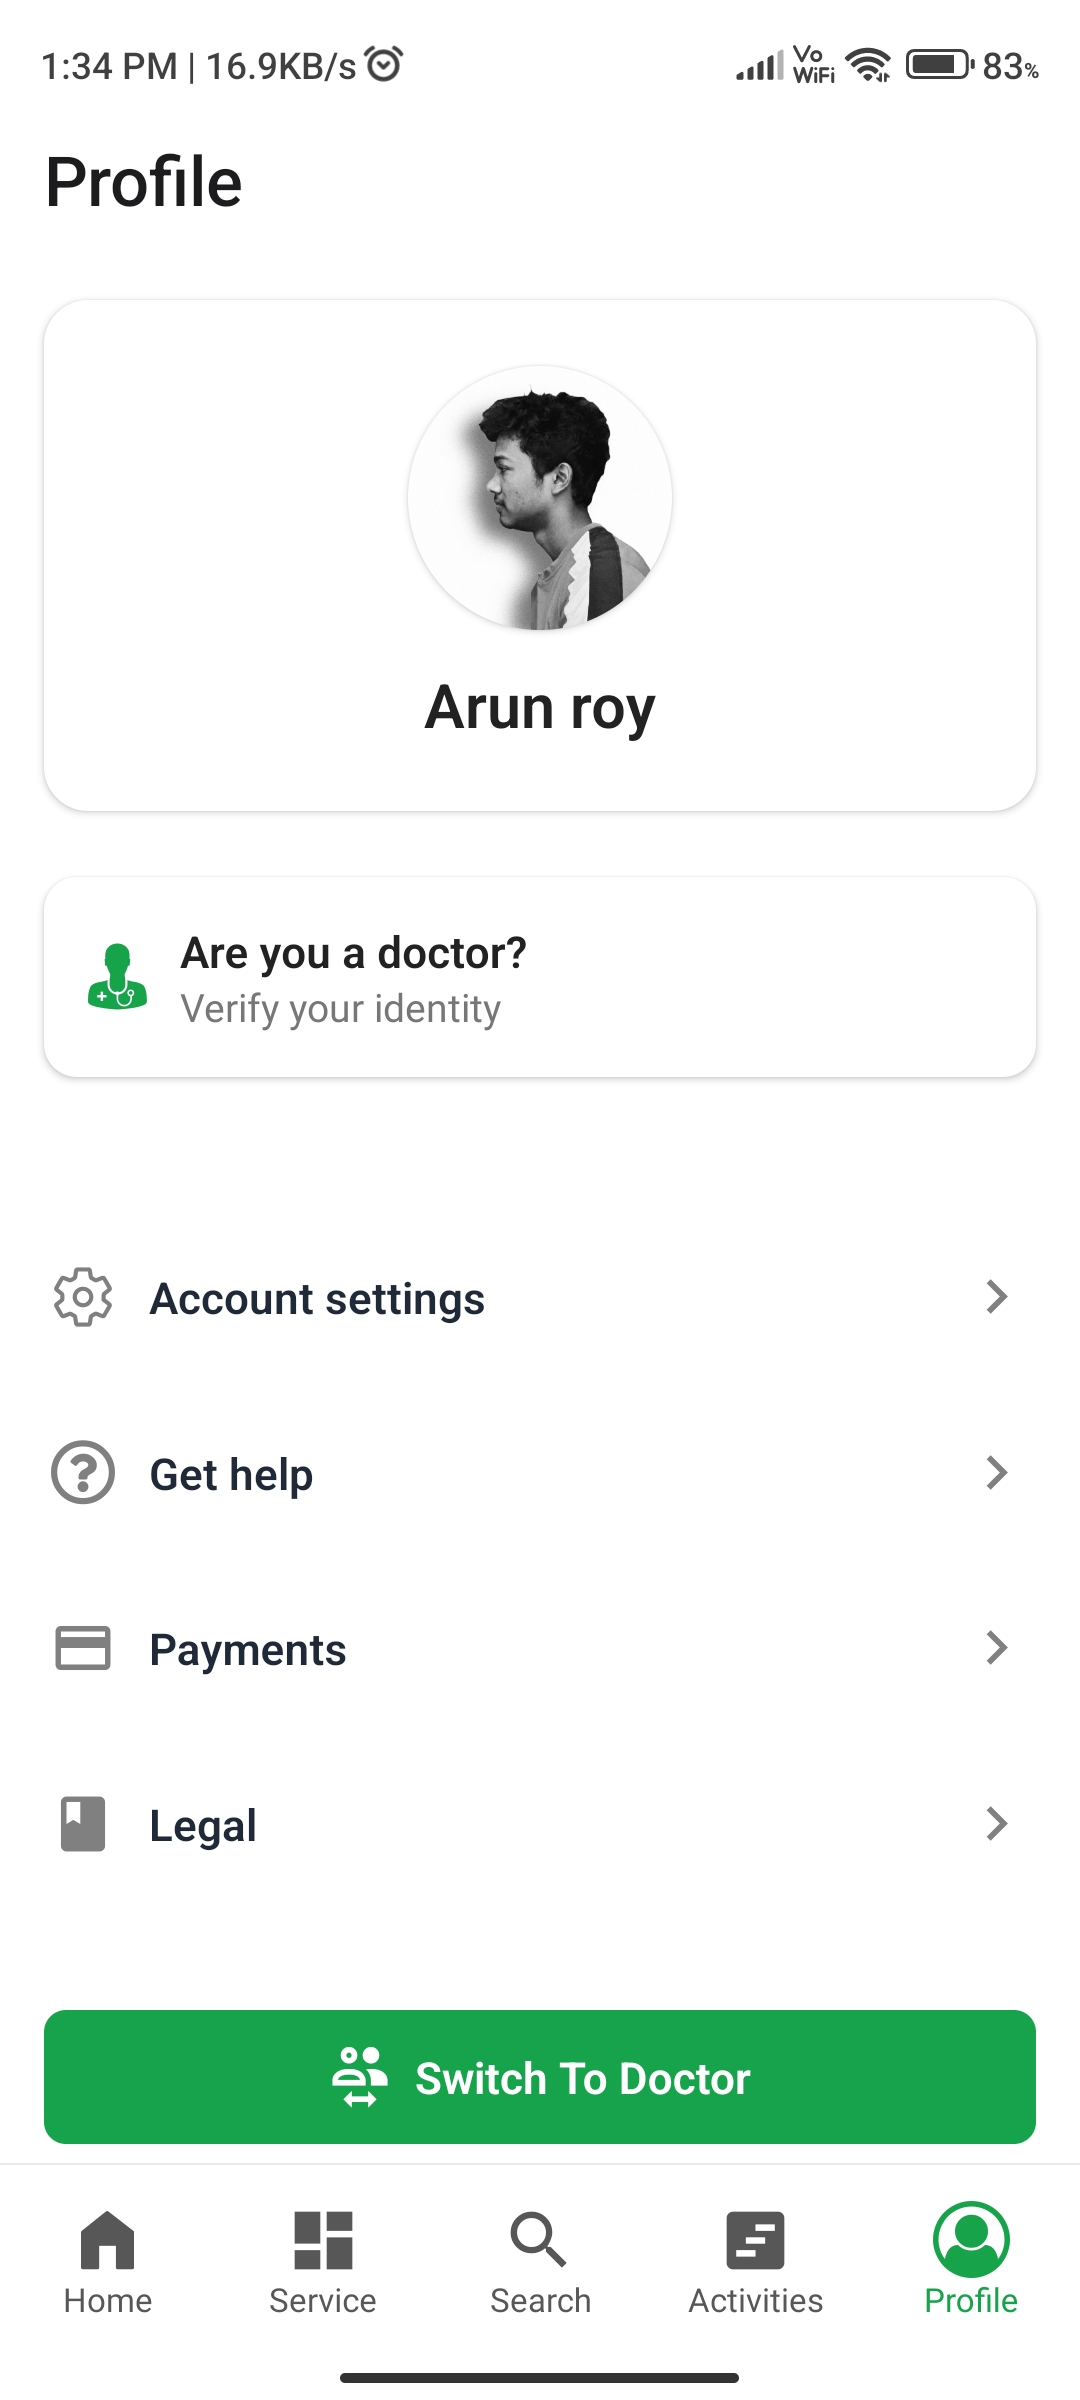 1:34 PM | 16.9KB/s
Vo WiFi 83%
Profile
Arun roy
Are you a doctor?
Verify your identity
Account settings
Get help
Payments
Legal
Switch To Doctor
Home Service Search Activities Profile